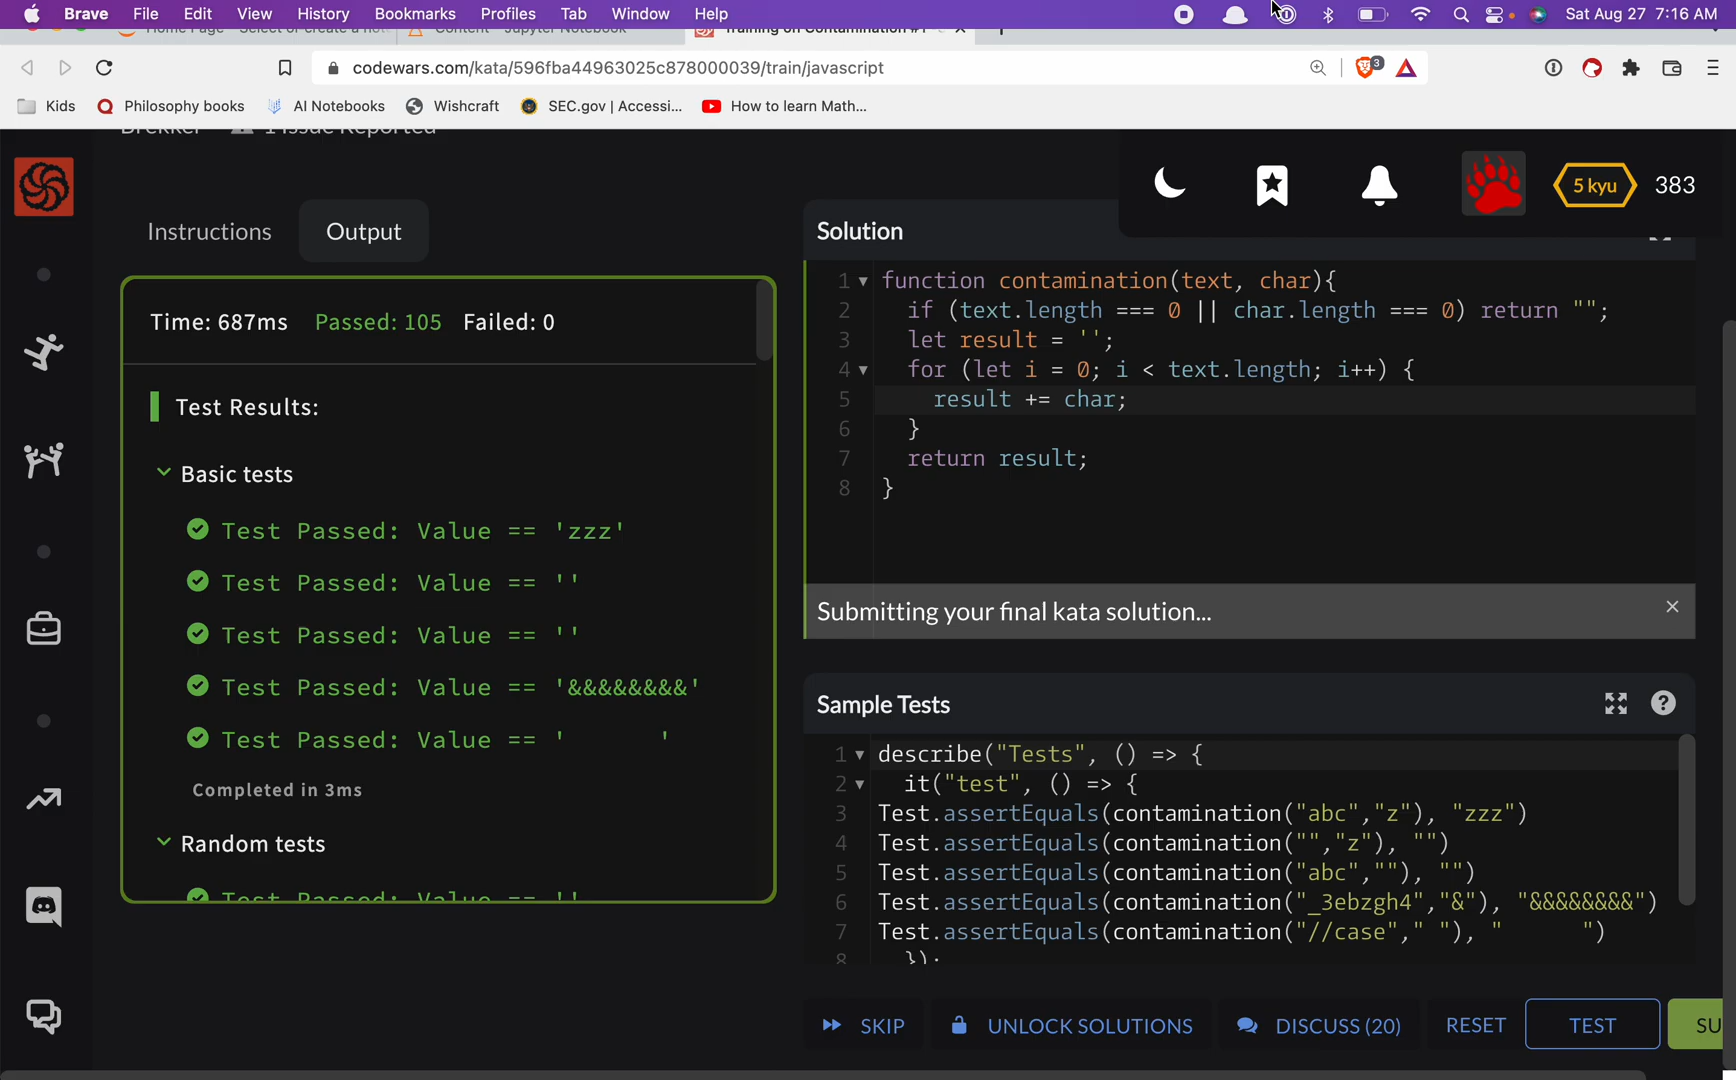 Brave File Edit View History Bookmarks Profiles Tab Window Help Sat Aug 27 7:16 AM
codewars.com/kata/596fba44963025c878000039/train/javascript 3
Kids Philosophy books AI Notebooks Wishcraft SEC.gov | Accessi... How to learn Math...
5 kyu 383
Instructions Output
Time: 687ms Passed: 105 Failed: 0
Test Results:
Basic tests
Test Passed: Value == 'zzz'
Test Passed: Value == ''
Test Passed: Value == ''
Test Passed: Value == '&&&&&&&&'
Test Passed: Value == '      '
Completed in 3ms
Random tests
Test Passed: Value == ''
Solution
1 function contamination(text, char){
2 if (text.length === 0 || char.length === 0) return "";
3 let result = '';
4 for (let i = 0; i < text.length; i++) {
5 result += char;
6 }
7 return result;
8 }
Submitting your final kata solution...
Sample Tests
1 describe("Tests", () => {
2 it("test", () => {
3 Test.assertEquals(contamination("abc","z"), "zzz")
4 Test.assertEquals(contamination("","z"), "")
5 Test.assertEquals(contamination("abc",""), "")
6 Test.assertEquals(contamination("_3ebzgh4","&"), "&&&&&&&&")
7 Test.assertEquals(contamination("//case"," "), "      ")
8 });
SKIP UNLOCK SOLUTIONS DISCUSS (20) RESET TEST SU